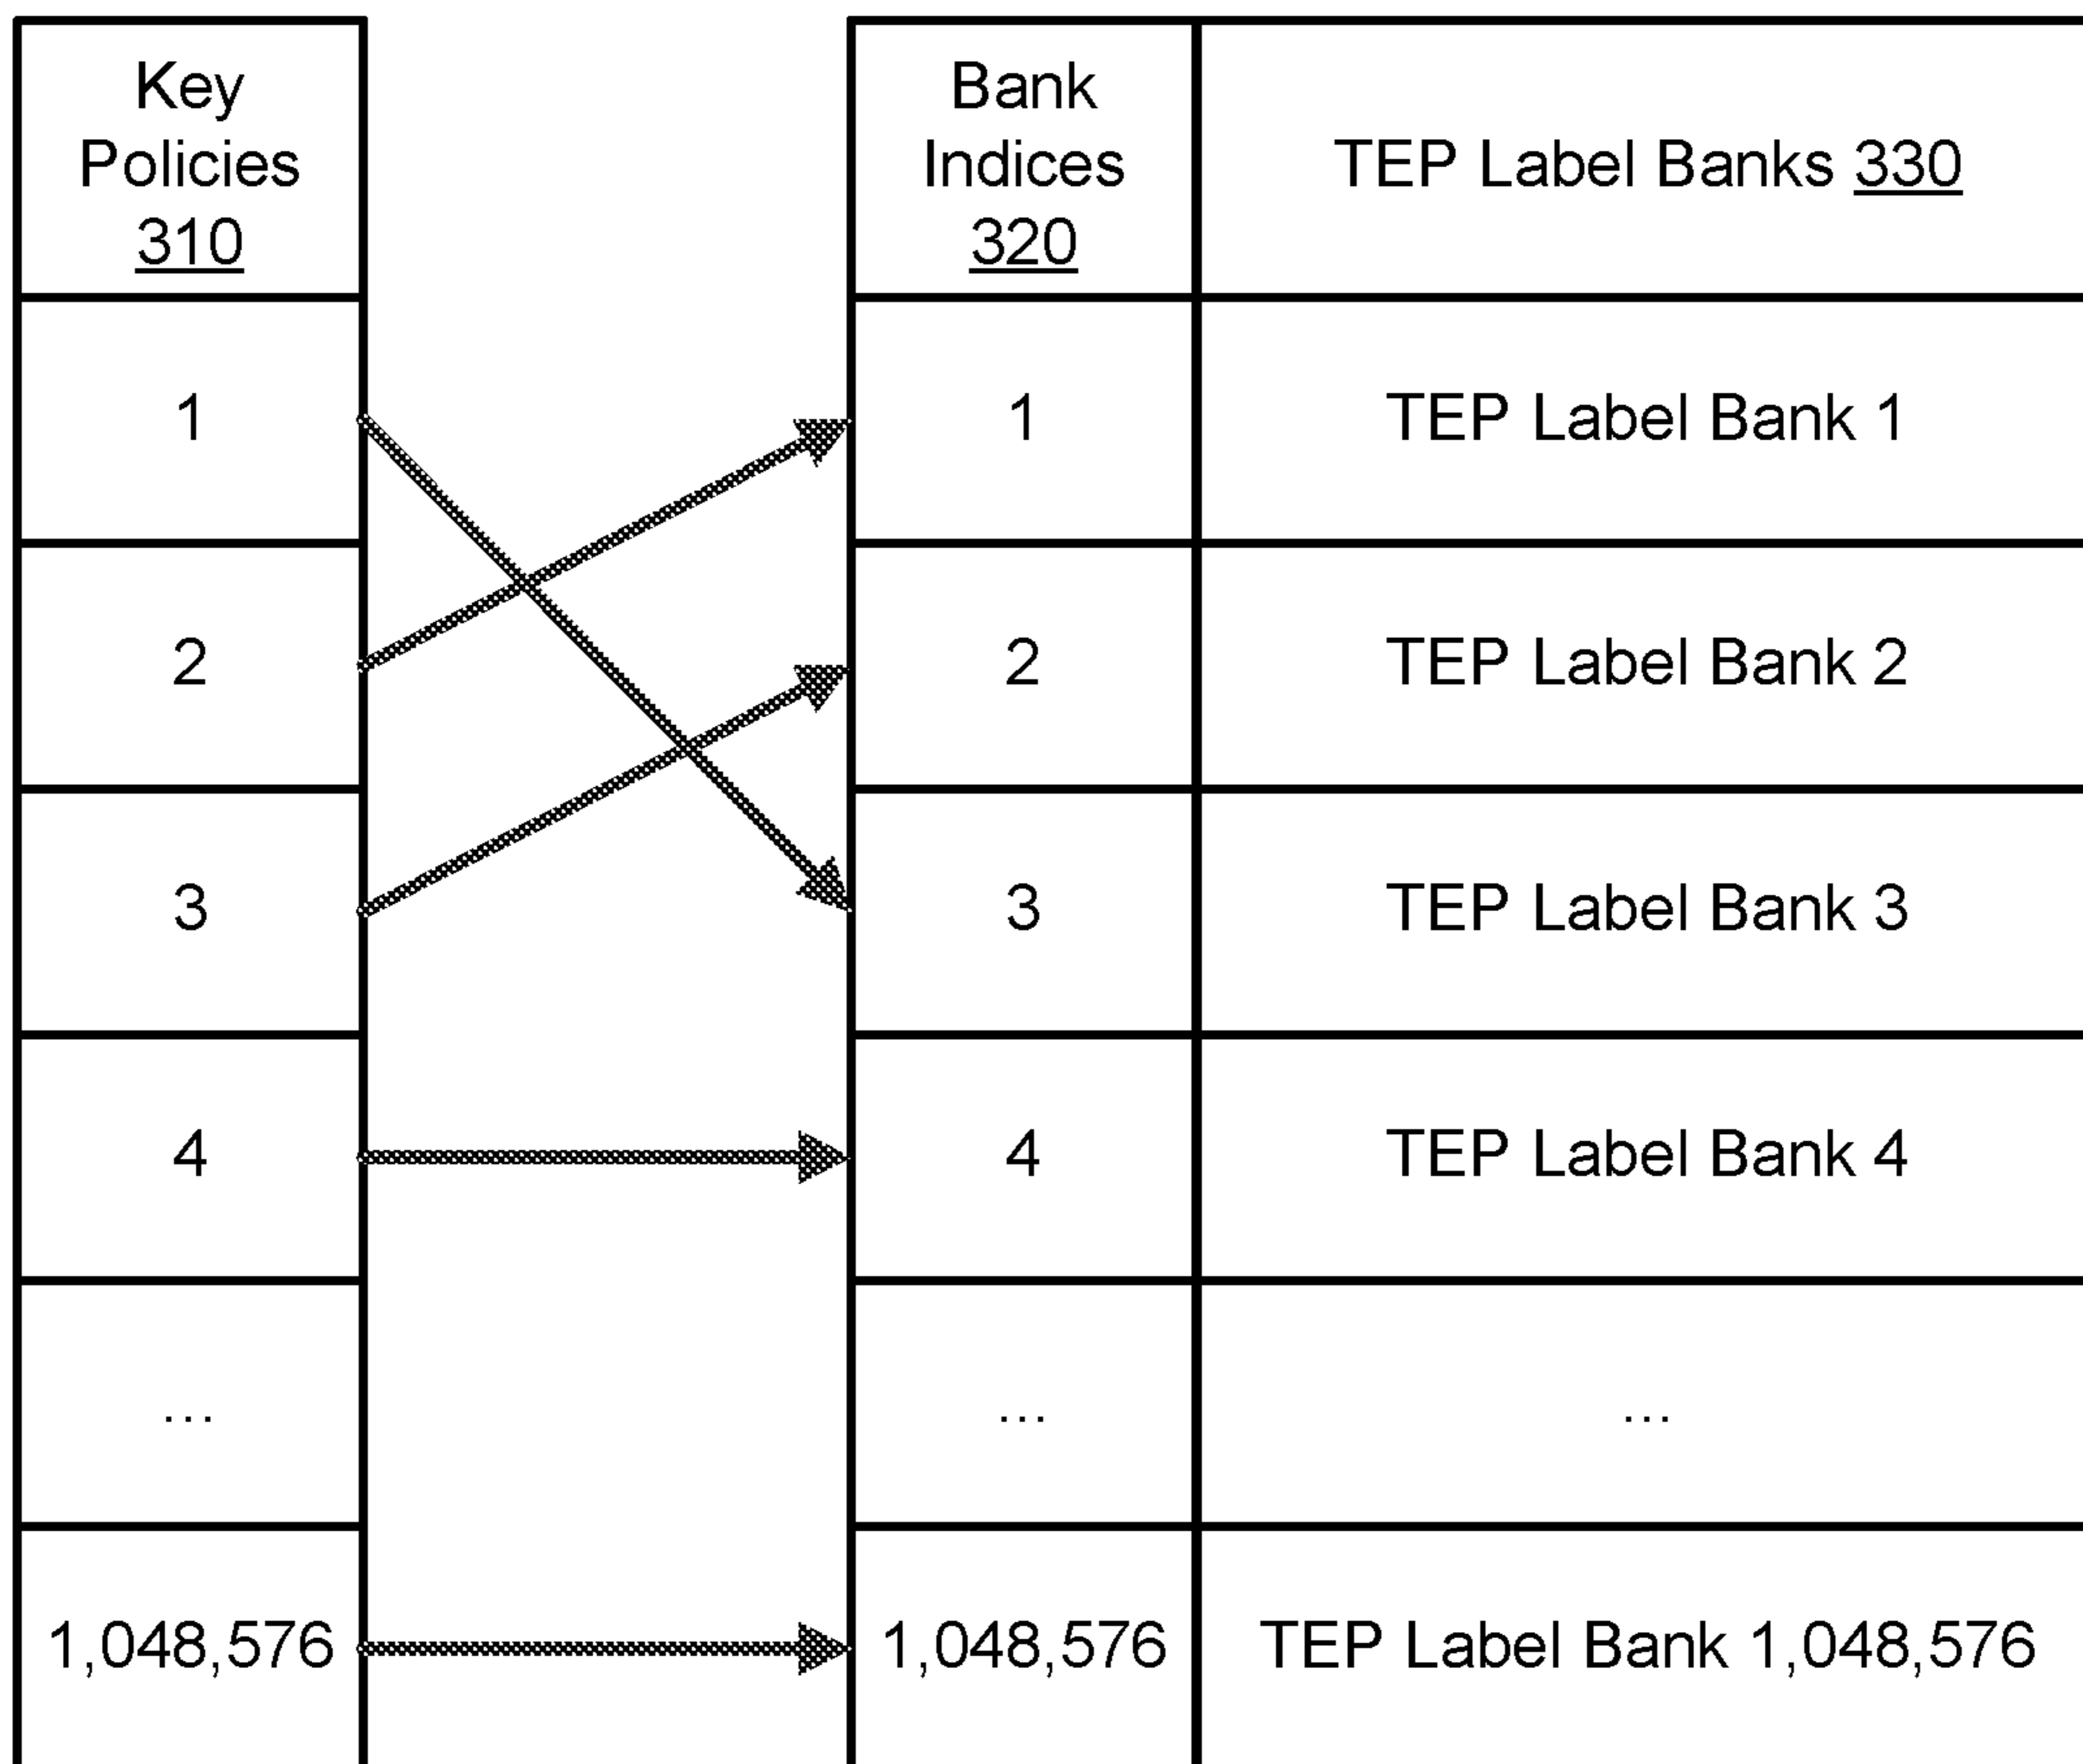 Key
Policies
310
Bank
Indices
320
TEP Label Banks 330
1
1
TEP Label Bank 1
2
2
TEP Label Bank 2
3
3
TEP Label Bank 3
4
4
TEP Label Bank 4
...
...
...
1,048,576
1,048,576
TEP Label Bank 1,048,576